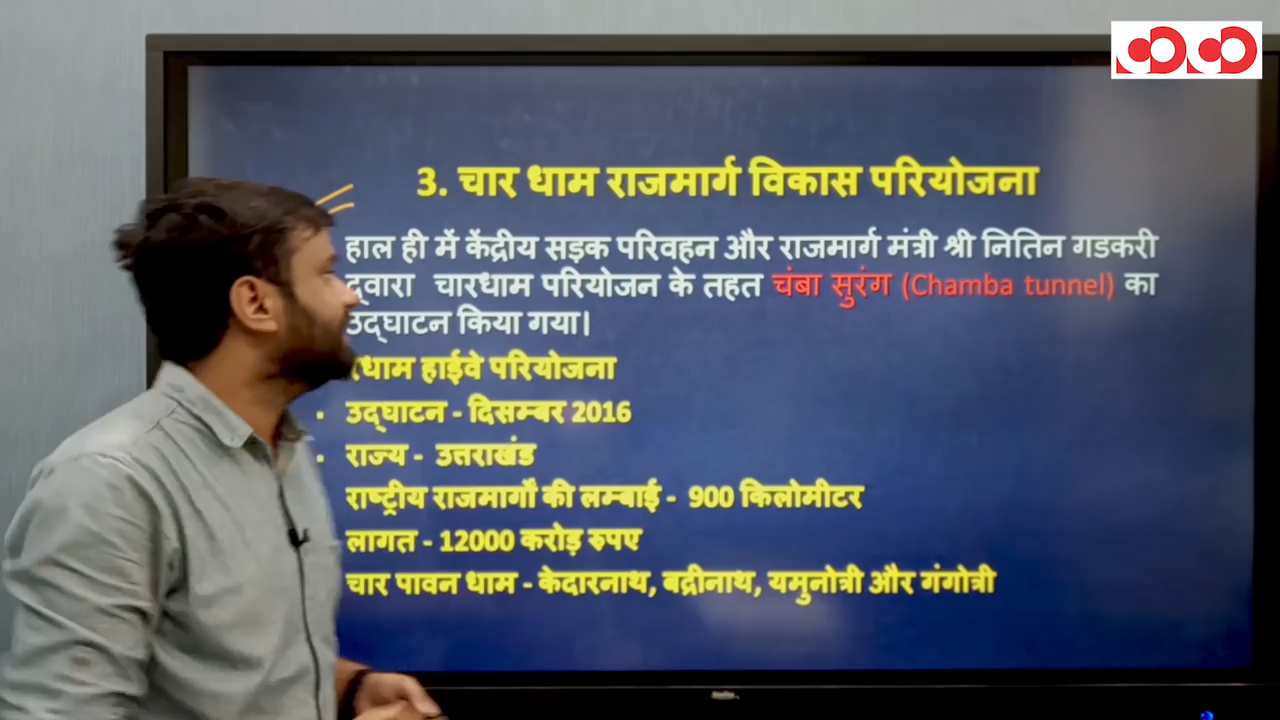 3. चार धाम राजमार्ग विकास परियोजना
हाल ही में केंद्रीय सड़क परिवहन और राजमार्ग मंत्री श्री नितिन गडकरी
द्वारा चारधाम परियोजन के तहत चंबा सुरंग (Chamba tunnel) का
उद्घाटन किया गया।
रधाम हाईवे परियोजना
· उद्घाटन - दिसम्बर 2016
· राज्य - उत्तराखंड
राष्ट्रीय राजमार्गों की लम्बाई - 900 किलोमीटर
लागत - 12000 करोड़ रुपए
चार पावन धाम - केदारनाथ, बद्रीनाथ, यमुनोत्री और गंगोत्री